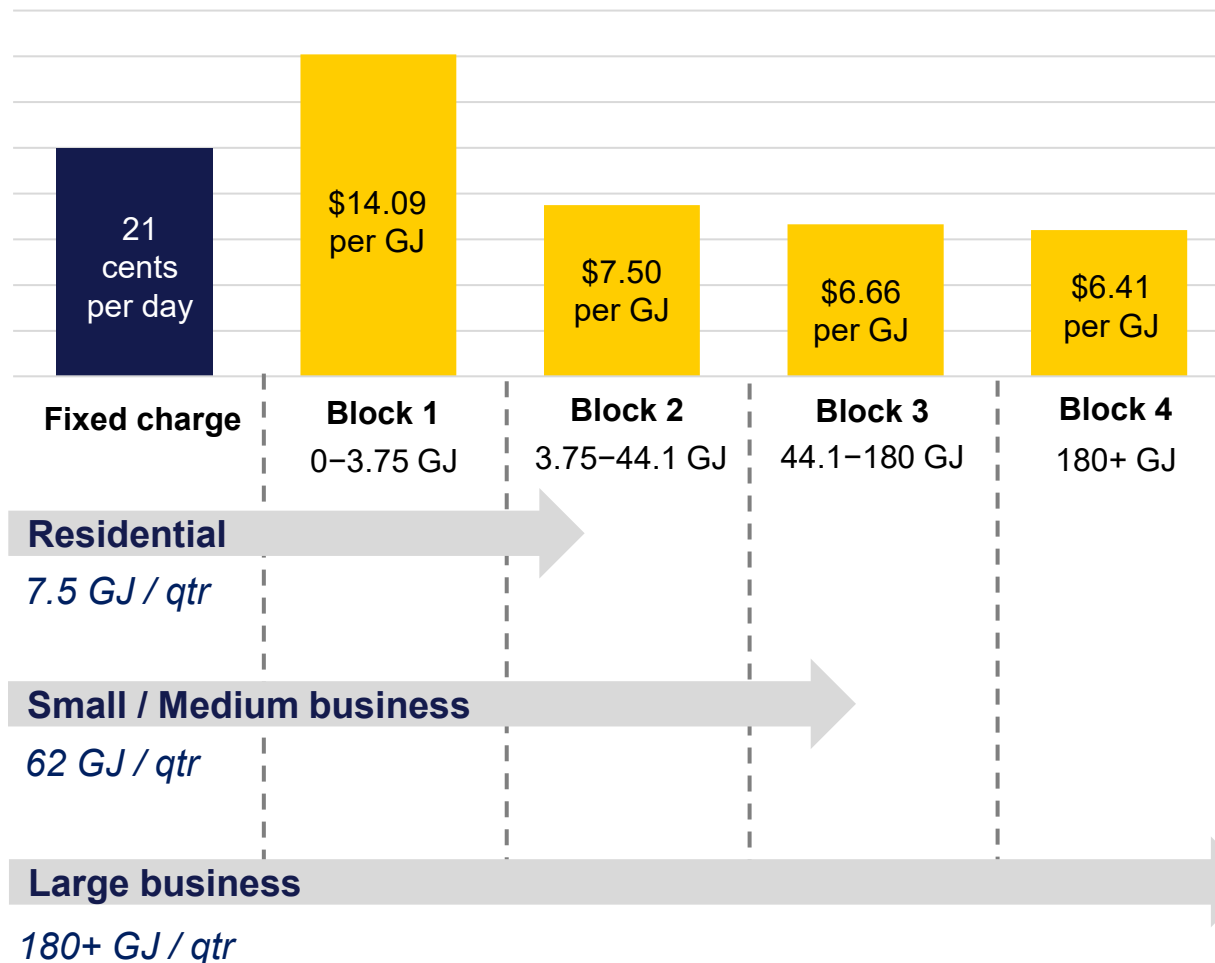 21
cents
per day
$14.09
per GJ
$7.50
per GJ
$6.66
per GJ
$6.41
per GJ
Fixed charge
Block 1
0−3.75 GJ
Block 2
3.75−44.1 GJ
Block 3
44.1−180 GJ
Block 4
180+ GJ
Residential
7.5 GJ / qtr
Small / Medium business
62 GJ / qtr
Large business
180+ GJ / qtr